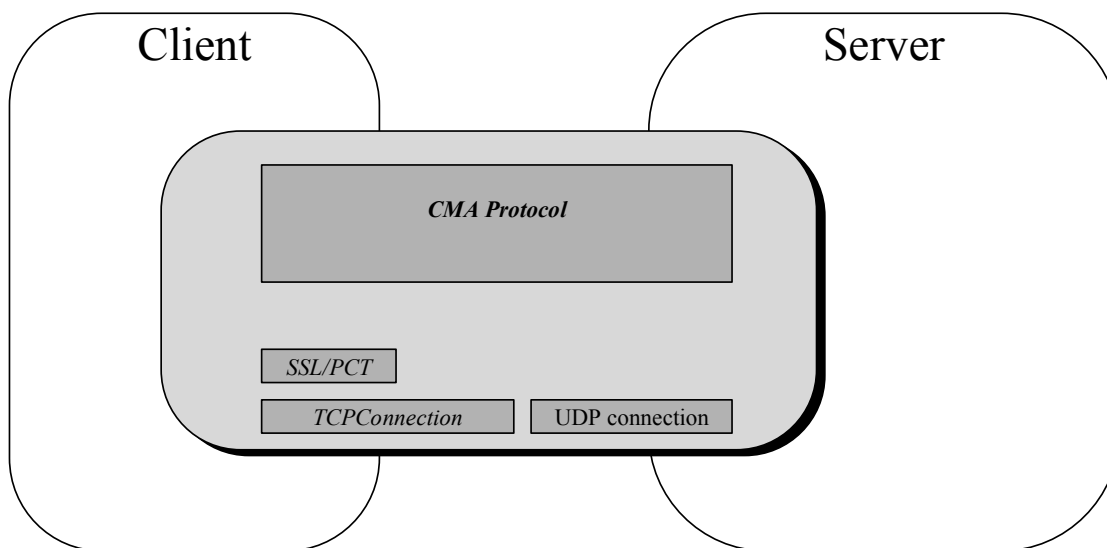 Client
Server
CMA Protocol
SSL/PCT
TCPConnection
UDP connection